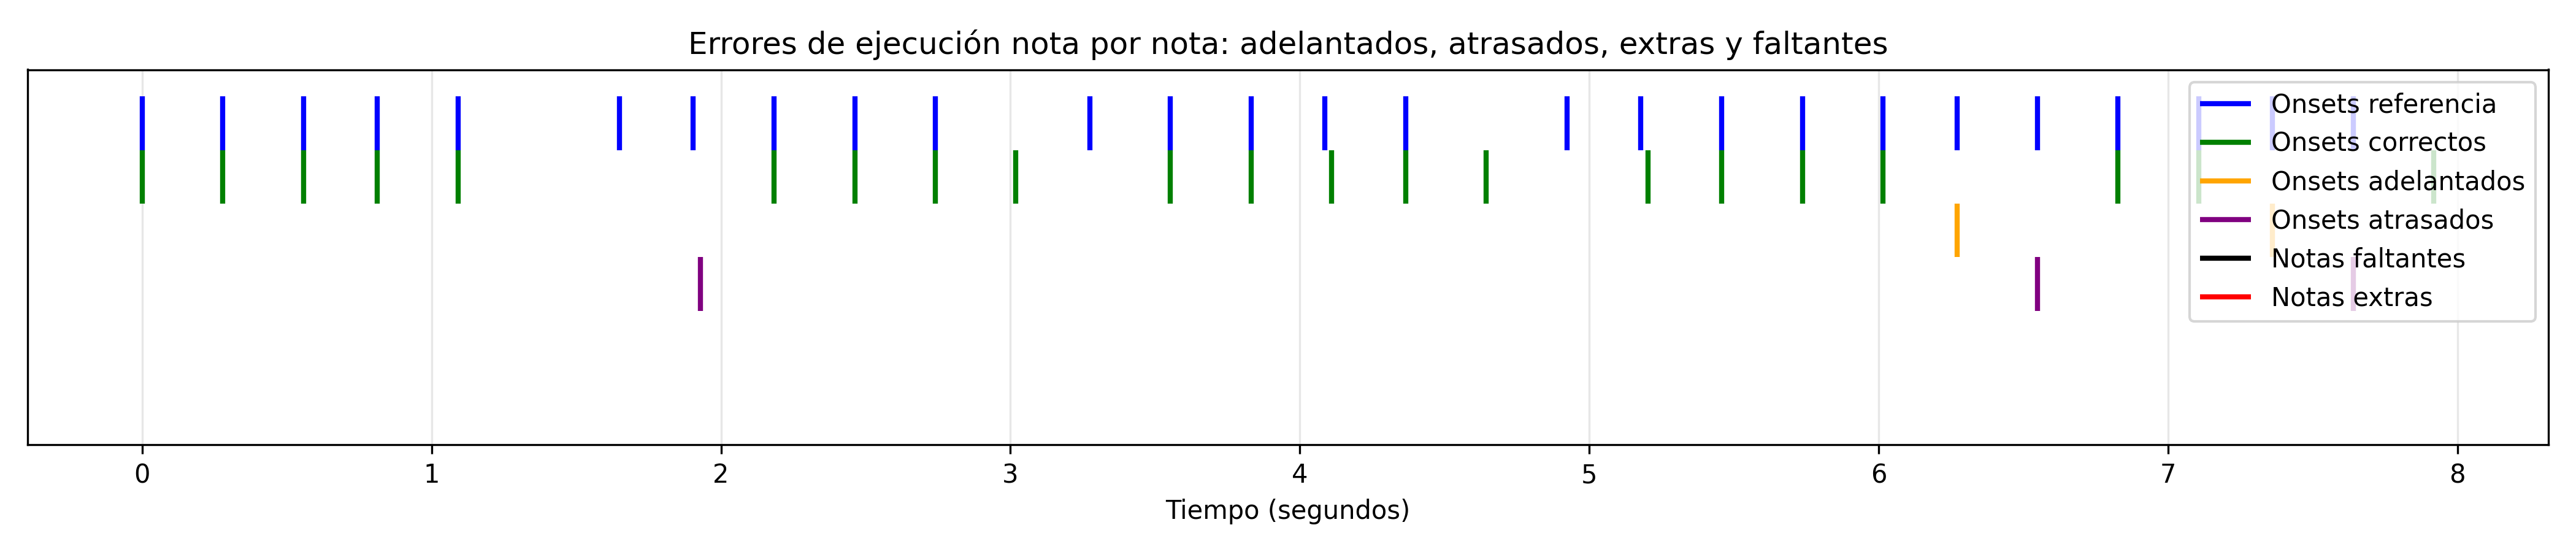 Errores de ejecución nota por nota: adelantados, atrasados, extras y faltantes
Onsets referencia
Onsets correctos
Onsets adelantados
Onsets atrasados
Notas faltantes
Notas extras
0 1 2 3 4 5 6 7 8
Tiempo (segundos)